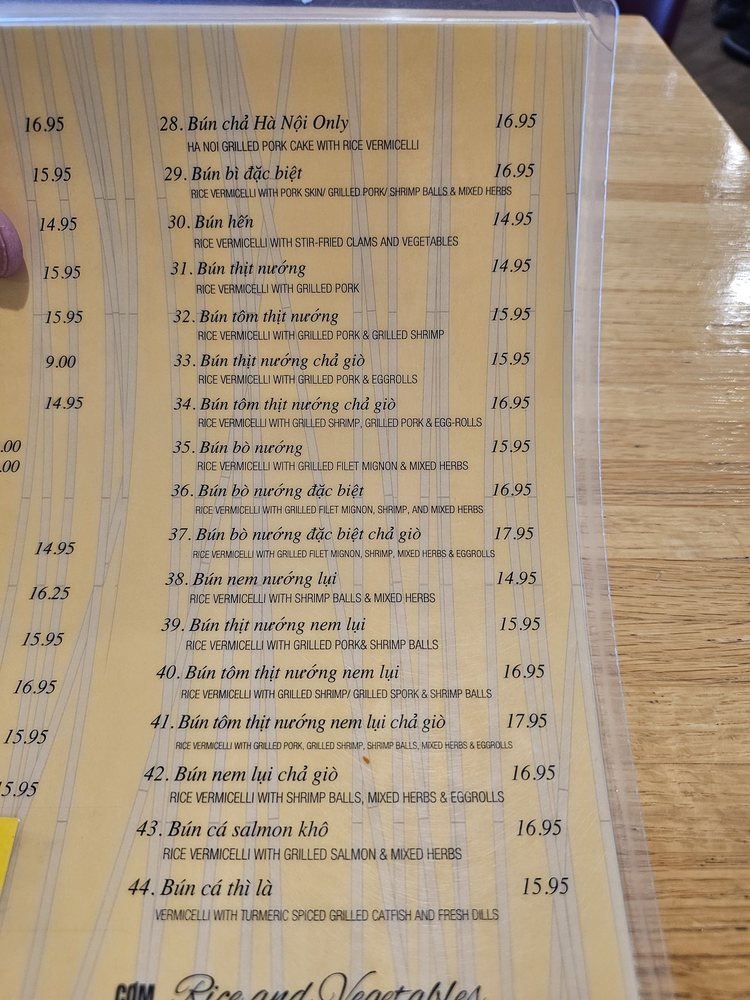 16.95
15.95
14.95
15.95
15.95
9.00
14.95
.00
.00
14.95
16.25
15.95
16.95
15.95
5.95
28. Bún chả Hà Nội Only 16.95
HA NOI GRILLED PORK CAKE WITH RICE VERMICELLI
29. Bún bì đặc biệt 16.95
RICE VERMICELLI WITH PORK SKIN/ GRILLED PORK/ SHRIMP BALLS & MIXED HERBS
30. Bún hến 14.95
RICE VERMICELLI WITH STIR-FRIED CLAMS AND VEGETABLES
31. Bún thịt nướng 14.95
RICE VERMICELLI WITH GRILLED PORK
32. Bún tôm thịt nướng 15.95
RICE VERMICELLI WITH GRILLED PORK & GRILLED SHRIMP
33. Bún thịt nướng chả giò 15.95
RICE VERMICELLI WITH GRILLED PORK & EGGROLLS
34. Bún tôm thịt nướng chả giò 16.95
RICE VERMICELLI WITH GRILLED SHRIMP, GRILLED PORK & EGG-ROLLS
35. Bún bò nướng 15.95
RICE VERMICELLI WITH GRILLED FILET MIGNON & MIXED HERBS
36. Bún bò nướng đặc biệt 16.95
RICE VERMICELLI WITH GRILLED FILET MIGNON, SHRIMP, AND MIXED HERBS
37. Bún bò nướng đặc biệt chả giò 17.95
RICE VERMICELLI WITH GRILLED FILET MIGNON, SHRIMP, MIXED HERBS & EGGROLLS
38. Bún nem nướng lụi 14.95
RICE VERMICELLI WITH SHRIMP BALLS & MIXED HERBS
39. Bún thịt nướng nem lụi 15.95
RICE VERMICELLI WITH GRILLED PORK& SHRIMP BALLS
40. Bún tôm thịt nướng nem lụi 16.95
RICE VERMICELLI WITH GRILLED SHRIMP/ GRILLED SPORK & SHRIMP BALLS
41. Bún tôm thịt nướng nem lụi chả giò 17.95
RICE VERMICELLI WITH GRILLED PORK, GRILLED SHRIMP, SHRIMP BALLS, MIXED HERBS & EGGROLLS
42. Bún nem lụi chả giò 16.95
RICE VERMICELLI WITH SHRIMP BALLS, MIXED HERBS & EGGROLLS
43. Bún cá salmon khô 16.95
RICE VERMICELLI WITH GRILLED SALMON & MIXED HERBS
44. Bún cá thì là 15.95
VERMICELLI WITH TURMERIC SPICED GRILLED CATFISH AND FRESH DILLS
CƠM Rice and Vegetables